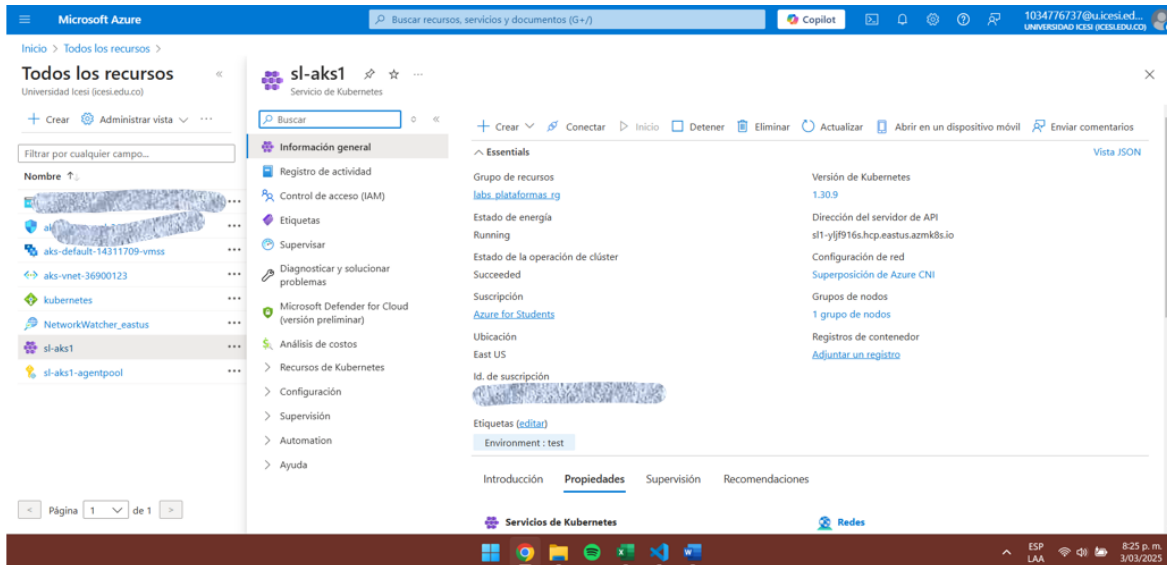 Microsoft Azure
Buscar recursos, servicios y documentos (G+/)
Copilot
1034776737@u.icesi.ed...
UNIVERSIDAD ICESI (ICESI.EDU.CO)
Inicio > Todos los recursos >
Todos los recursos
Universidad Icesi (icesi.edu.co)
Crear
Administrar vista
Filtrar por cualquier campo...
Nombre ↑
aks-default-14311709-vmss
aks-vnet-36900123
kubernetes
NetworkWatcher_eastus
sl-aks1
sl-aks1-agentpool
Página 1 de 1
sl-aks1
Servicio de Kubernetes
Buscar
Información general
Registro de actividad
Control de acceso (IAM)
Etiquetas
Supervisar
Diagnosticar y solucionar
problemas
Microsoft Defender for Cloud
(versión preliminar)
Análisis de costos
Recursos de Kubernetes
Configuración
Supervisión
Automation
Ayuda
Crear
Conectar
Inicio
Detener
Eliminar
Actualizar
Abrir en un dispositivo móvil
Enviar comentarios
Essentials
Vista JSON
Grupo de recursos
labs_plataformas_rg
Estado de energía
Running
Estado de la operación de clúster
Succeeded
Suscripción
Azure for Students
Ubicación
East US
Id. de suscripción
Versión de Kubernetes
1.30.9
Dirección del servidor de API
sl1-yljf916s.hcp.eastus.azmk8s.io
Configuración de red
Superposición de Azure CNI
Grupos de nodos
1 grupo de nodos
Registros de contenedor
Adjuntar un registro
Etiquetas (editar)
Environment : test
Introducción
Propiedades
Supervisión
Recomendaciones
Servicios de Kubernetes
Redes
ESP
LAA
8:25 p. m.
3/03/2025